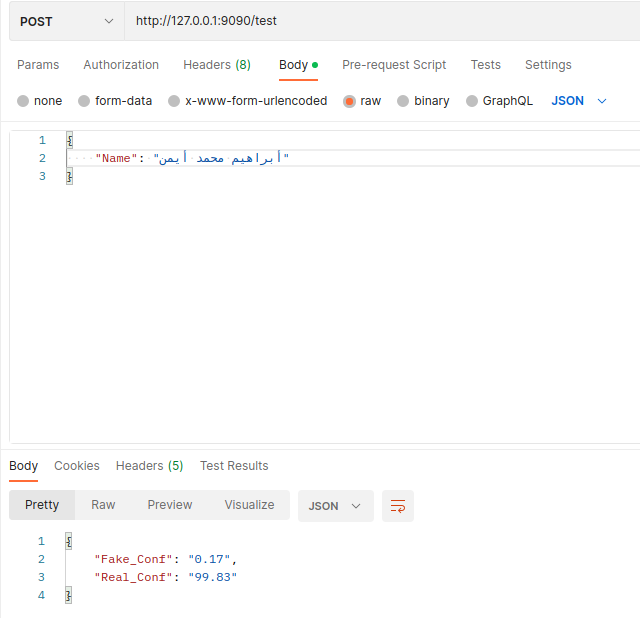 POST http://127.0.0.1:9090/test
Params Authorization Headers (8) Body Pre-request Script Tests Settings
none form-data x-www-form-urlencoded raw binary GraphQL JSON
1 {
2 "Name": "أبراهيم محمد أيمن"
3 }
Body Cookies Headers (5) Test Results
Pretty Raw Preview Visualize JSON
1 {
2 "Fake_Conf": "0.17",
3 "Real_Conf": "99.83"
4 }